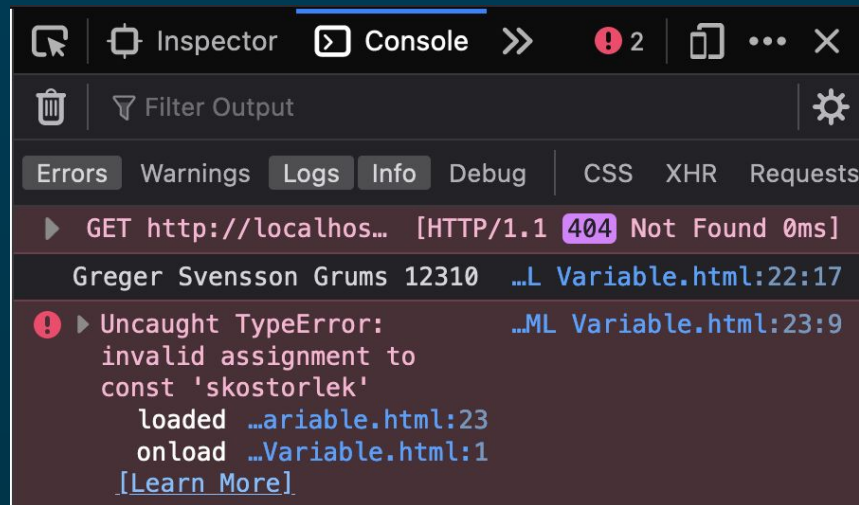 Inspector Console 2
Filter Output
Errors Warnings Logs Info Debug CSS XHR Requests
GET http://localhos… [HTTP/1.1 404 Not Found 0ms]
Greger Svensson Grums 12310 …L Variable.html:22:17
Uncaught TypeError: …ML Variable.html:23:9
invalid assignment to
const 'skostorlek'
loaded …ariable.html:23
onload …Variable.html:1
[Learn More]